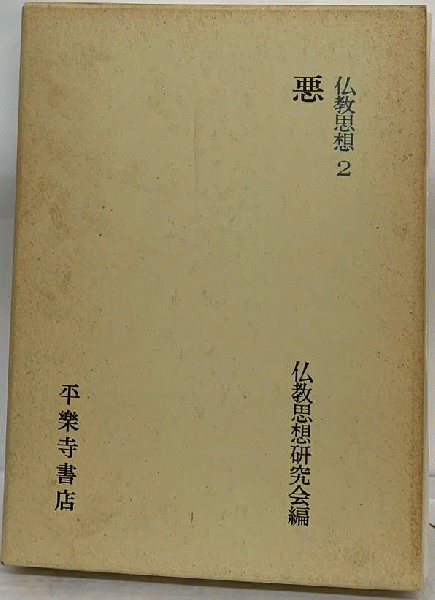 仏教思想 2
悪
仏教思想研究会編
平樂寺書店